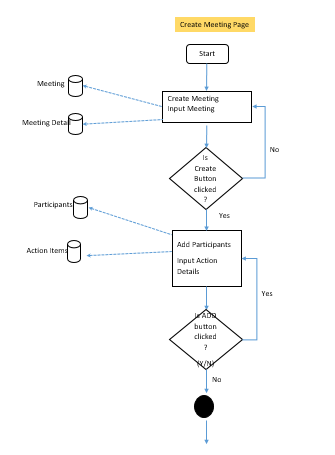 Create Meeting Page
Start
Meeting
Create Meeting
Input Meeting
Meeting Detai
No
Is
Create
Button
clicked
?
Yes
Participants
Add Participants
Input Action
Details
Action Items
Yes
Is ADD
button
clicked
?
(Y/N)
No